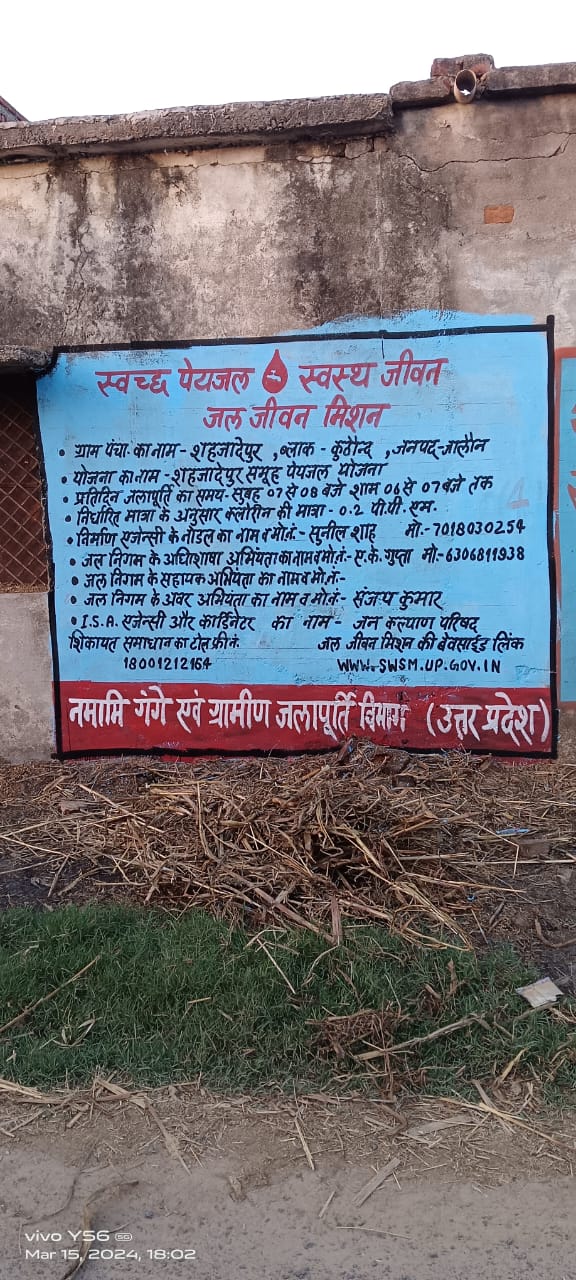 स्वच्छ पेयजल स्वस्थ जीवन
जल जीवन मिशन
• ग्राम पंचा. का नाम - शहजादेपुर , ब्लाक - कुठौन्द , जनपद-जालौन
• योजना का नाम - शहजादेपुर समूह पेयजल योजना
• प्रतिदिन जलापूर्ति का समय- सुबह 07 से 08 बजे शाम 06 से 07 बजे तक
• निर्धारित मात्रा के अनुसार क्लोरीन की मात्रा - 0.2 पी.पी.एम.
• निर्माण एजेन्सी के नोडल का नाम व मो.नं:- सुनील शाह मो.-7018030254
• जल निगम के अधिशाषी अभियंता का नाम व मो.नं:- ए.के. गुप्ता मो-6306811938
• जल निगम के सहायक अभियंता का नाम व मो.नं:-
• जल निगम के अवर अभियंता का नाम व मो.नं:- संजय कुमार
• I.S.A. एजेन्सी और कार्डिनेटर का नाम - जन कल्याण परिषद
शिकायत समाधान का टोल फ्री नं. जल जीवन मिशन की वेवसाईड लिंक
18001212164 WWW.SWSM.UP.GOV.IN
नमामि गंगे एवं ग्रामीण जलापूर्ति विभाग (उत्तर प्रदेश)
vivo Y56 5G
Mar 15, 2024, 18:02